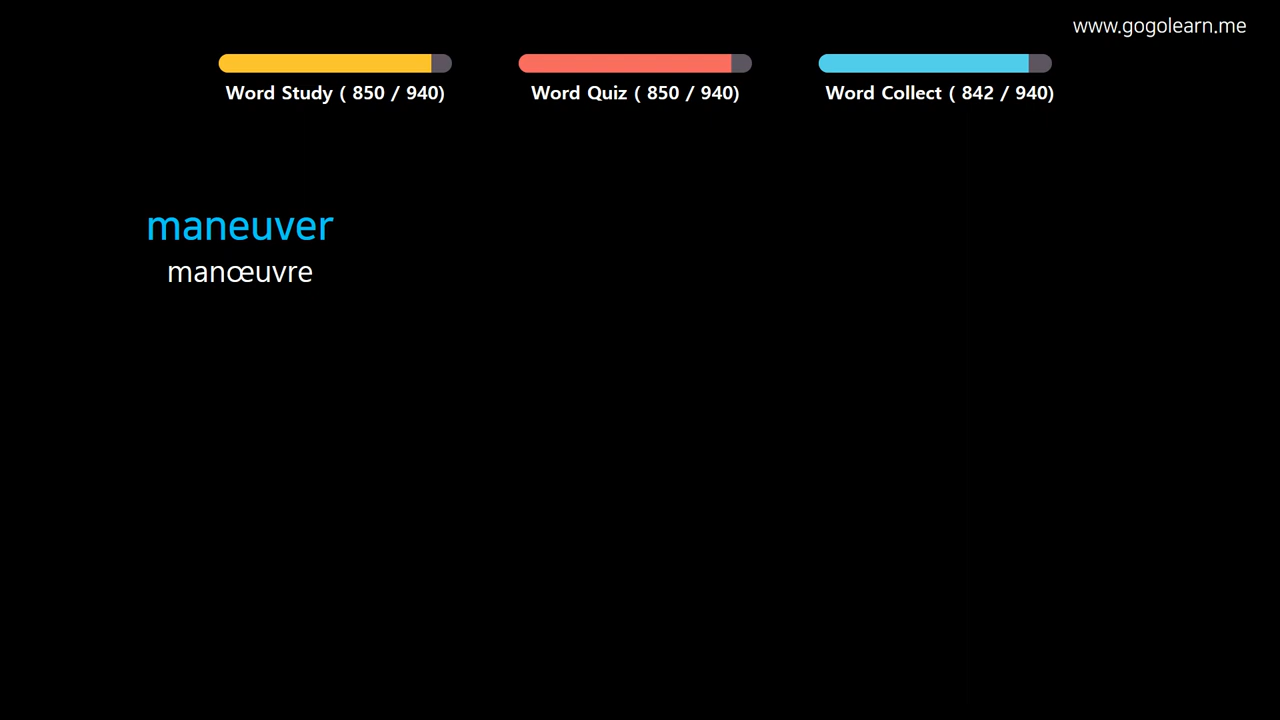 www.gogolearn.me
Word Study ( 850 / 940)
Word Quiz ( 850 / 940)
Word Collect ( 842 / 940)
maneuver
manœuvre